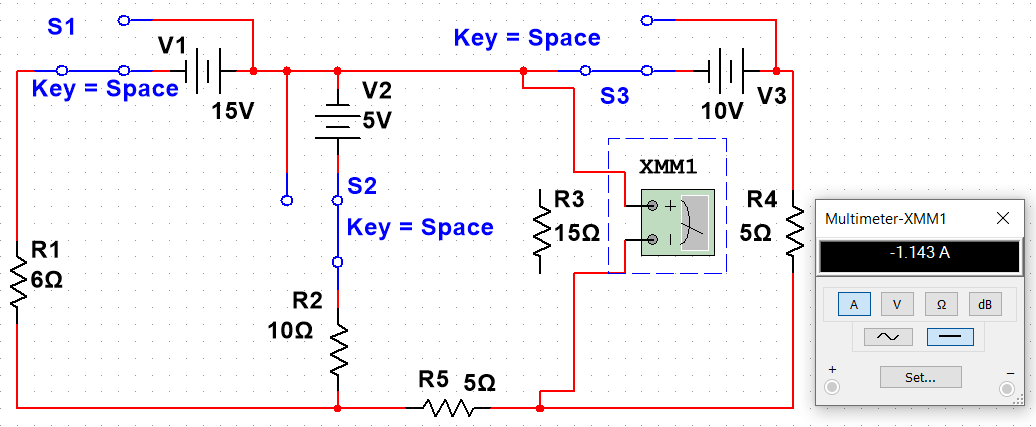 S1
Key = Space
V1
15V
Key = Space
V2
5V
S2
Key = Space
S3
10V
V3
XMM1
R3
15Ω
R4
5Ω
R1
6Ω
R2
10Ω
R5 5Ω
Multimeter-XMM1
-1.143 A
A V Ω dB
+
Set...
−